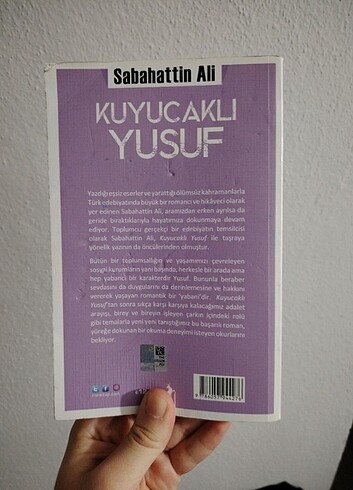 Sabahattin Ali
KUYUCAKLI
YUSUF
Yazdığı eşsiz eserler ve yarattığı ölümsüz kahramanlarla
Türk edebiyatında büyük bir romancı ve hikâyeci olarak
yer edinen Sabahattin Ali, aramızdan erken ayrılsa da
geride bıraktıklarıyla hayatımıza dokunmaya devam
ediyor. Toplumcu gerçekçi bir edebiyatın temsilcisi
olarak Sabahattin Ali, Kuyucaklı Yusuf ile taşraya
yönelik yazının da öncülerinden olmuştur.
Bütün bir toplumsallığı ve yaşamımızı çevreleyen
sosyal kurumların yanı başında, herkesle bir arada ama
hep yabancı bir karakterdir Yusuf. Bununla beraber
sevdasını da duygularını da derinlemesine ve hakkını
vererek yaşayan romantik bir 'yabani'dir. Kuyucaklı
Yusuf'tan sonra sıkça karşı karşıya kalacağımız adalet
arayışı, birey ve bireyin işleyen çarkın içindeki rolü
gibi temalarla yeni yeni tanıştığımız bu başarılı roman,
yüreğe dokunan bir okuma deneyimi isteyen okurlarını
bekliyor.